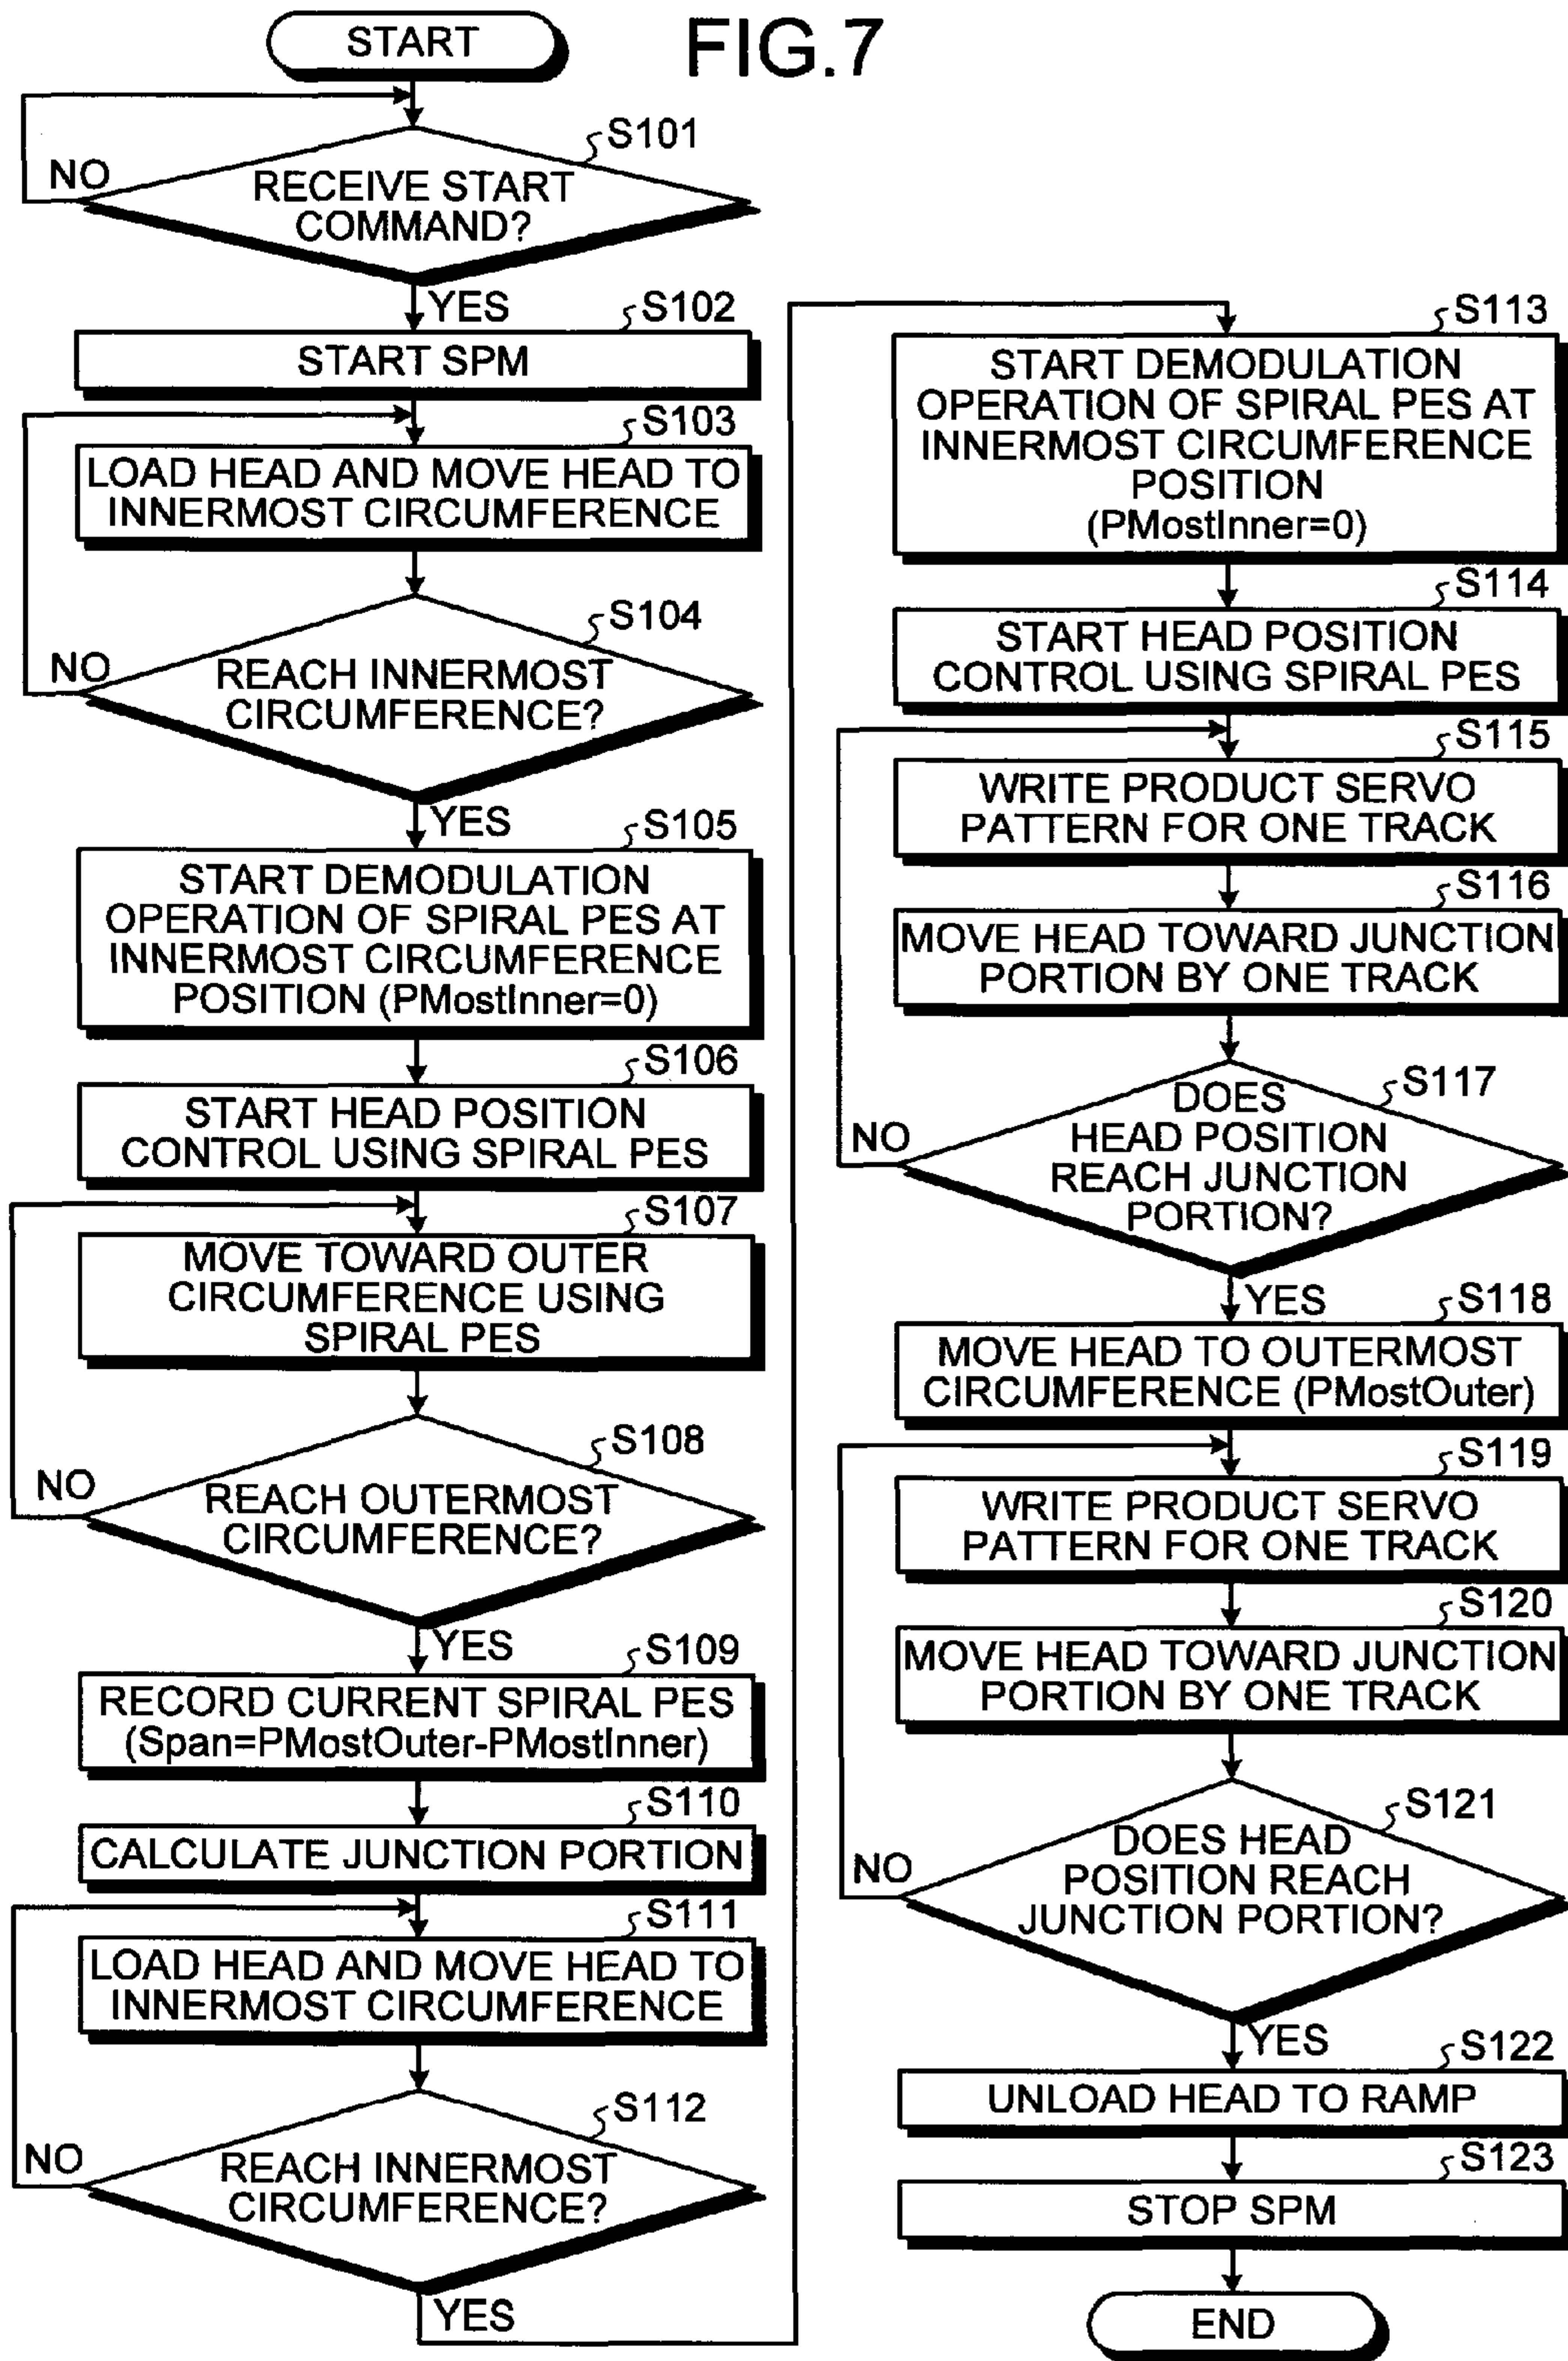 FIG.7
START
S101
NO
RECEIVE START
COMMAND?
YES
S102
START SPM
S103
LOAD HEAD AND MOVE HEAD TO
INNERMOST CIRCUMFERENCE
S104
NO
REACH INNERMOST
CIRCUMFERENCE?
YES
S105
START DEMODULATION
OPERATION OF SPIRAL PES AT
INNERMOST CIRCUMFERENCE
POSITION (PMostInner=0)
S106
START HEAD POSITION
CONTROL USING SPIRAL PES
S107
MOVE TOWARD OUTER
CIRCUMFERENCE USING
SPIRAL PES
S108
NO
REACH OUTERMOST
CIRCUMFERENCE?
YES
S109
RECORD CURRENT SPIRAL PES
(Span=PMostOuter-PMostInner)
S110
CALCULATE JUNCTION PORTION
S111
LOAD HEAD AND MOVE HEAD TO
INNERMOST CIRCUMFERENCE
S112
NO
REACH INNERMOST
CIRCUMFERENCE?
YES
S113
START DEMODULATION
OPERATION OF SPIRAL PES AT
INNERMOST CIRCUMFERENCE
POSITION
(PMostInner=0)
S114
START HEAD POSITION
CONTROL USING SPIRAL PES
S115
WRITE PRODUCT SERVO
PATTERN FOR ONE TRACK
S116
MOVE HEAD TOWARD JUNCTION
PORTION BY ONE TRACK
S117
DOES
NO
HEAD POSITION
REACH JUNCTION
PORTION?
YES
S118
MOVE HEAD TO OUTERMOST
CIRCUMFERENCE (PMostOuter)
S119
WRITE PRODUCT SERVO
PATTERN FOR ONE TRACK
S120
MOVE HEAD TOWARD JUNCTION
PORTION BY ONE TRACK
S121
DOES HEAD
NO
POSITION REACH
JUNCTION PORTION?
YES
S122
UNLOAD HEAD TO RAMP
S123
STOP SPM
END